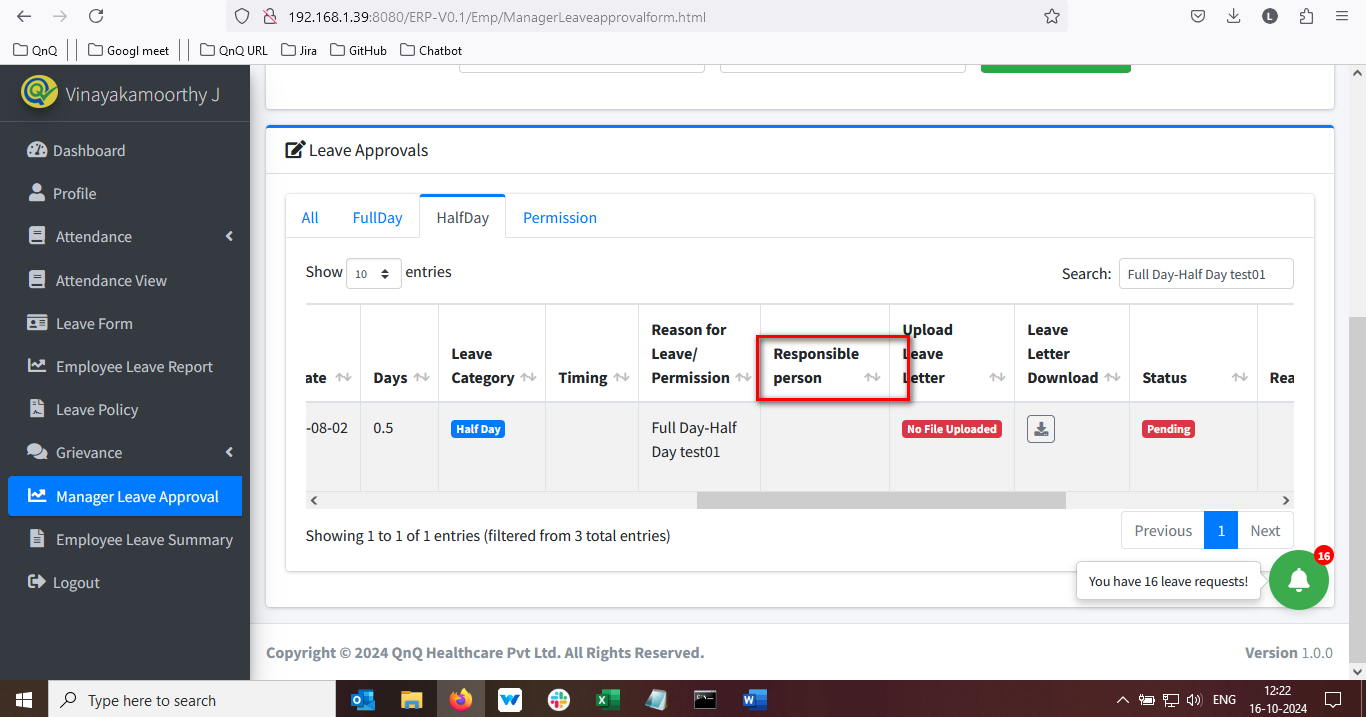 192.168.1.39:8080/ERP-V0.1/Emp/ManagerLeaveapprovalform.html
L
QnQ
Googl meet
QnQ URL
Jira
GitHub
Chatbot
Vinayakamoorthy J
Dashboard
Profile
Attendance
Attendance View
Leave Form
Employee Leave Report
Leave Policy
Grievance
Manager Leave Approval
Employee Leave Summary
Logout
Leave Approvals
All
FullDay
HalfDay
Permission
Show 10 entries
Search: Full Day-Half Day test01
ate
Days
Leave
Category
Timing
Reason for
Leave/
Permission
Responsible
person
Upload
Leave
Letter
Leave
Letter
Download
Status
Rea
-08-02
0.5
Half Day
Full Day-Half
Day test01
No File Uploaded
Pending
Showing 1 to 1 of 1 entries (filtered from 3 total entries)
Previous
1
Next
16
You have 16 leave requests!
Copyright © 2024 QnQ Healthcare Pvt Ltd. All Rights Reserved.
Version 1.0.0
Type here to search
ENG
12:22
16-10-2024